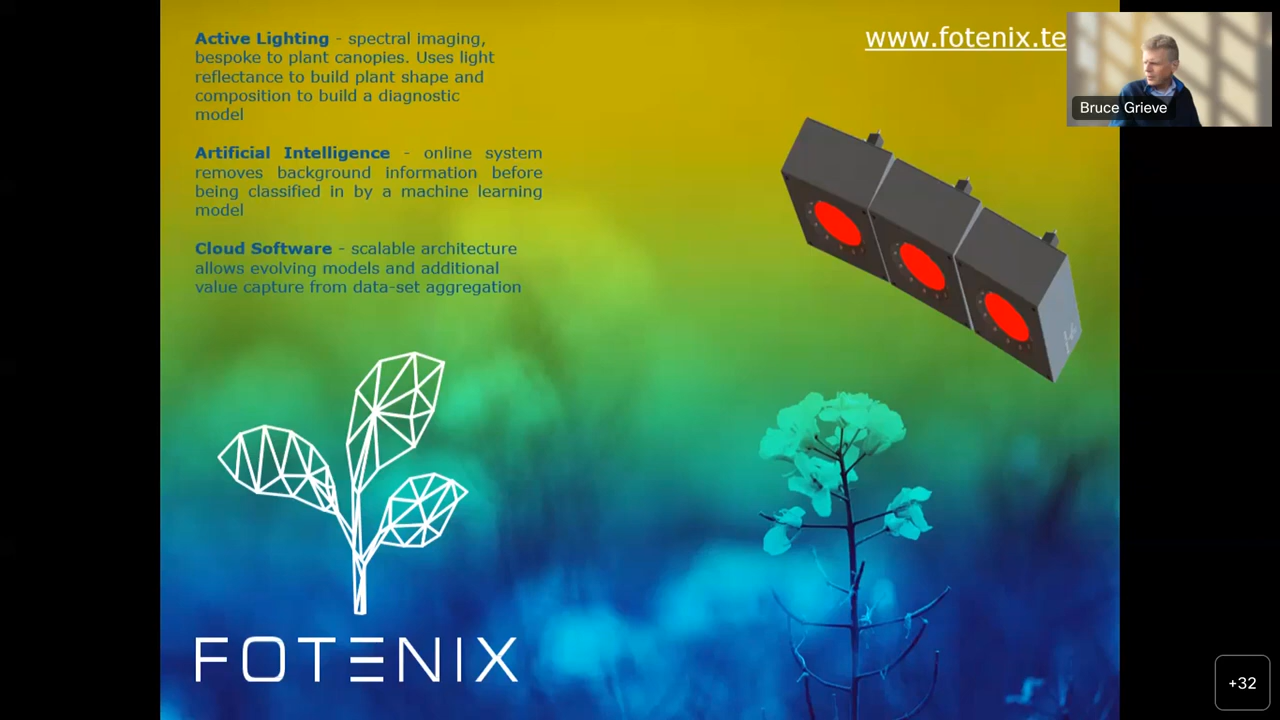 Active Lighting - spectral imaging,
bespoke to plant canopies. Uses light
reflectance to build plant shape and
composition to build a diagnostic
model
Artificial Intelligence - online system
removes background information before
being classified in by a machine learning
model
Cloud Software - scalable architecture
allows evolving models and additional
value capture from data-set aggregation
www.fotenix.te
Bruce Grieve
FOTENIX
+32